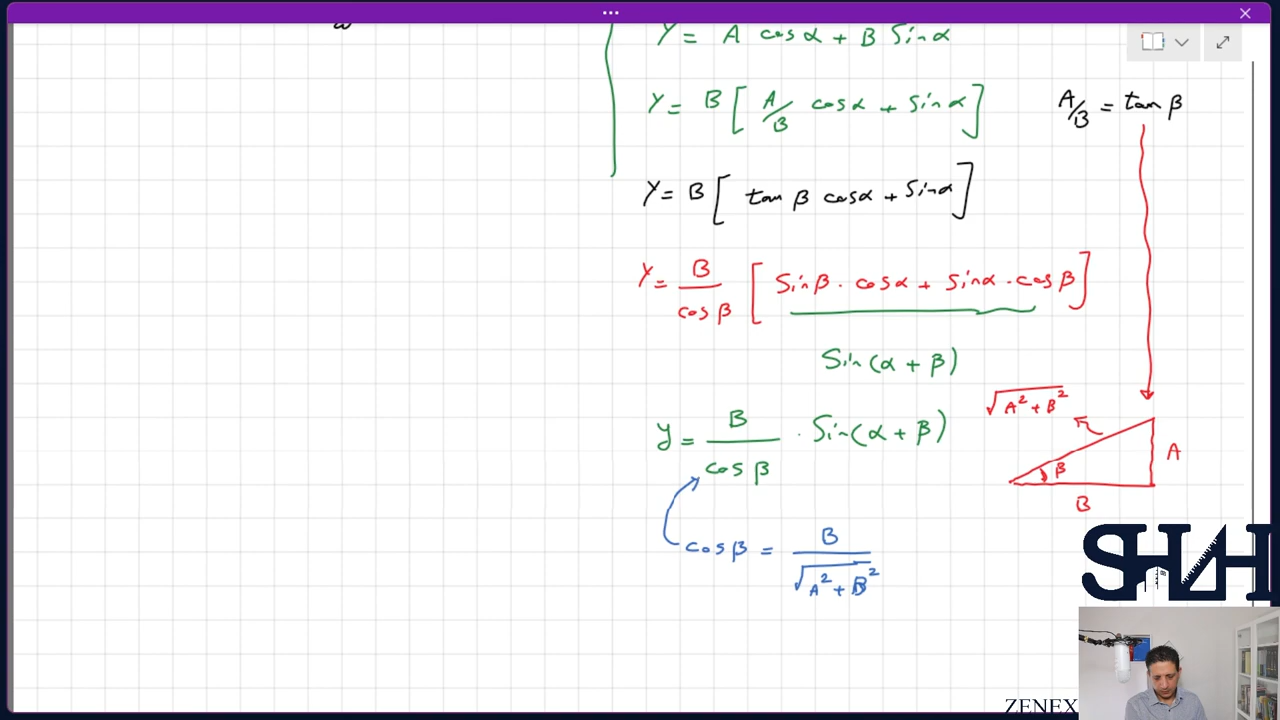 Y = A cos α + B Sin α
Y = B [ A/B cos α + Sin α ]
A/B = tan β
Y = B [ tan β cos α + Sin α ]
Y = B / cos β [ Sin β . cos α + Sin α . cos β ]
Sin (α + β)
√A² + B²
y = B / cos β . Sin (α + β)
A
β
B
cos β = B / √A² + B²
SHAH
ZENEX